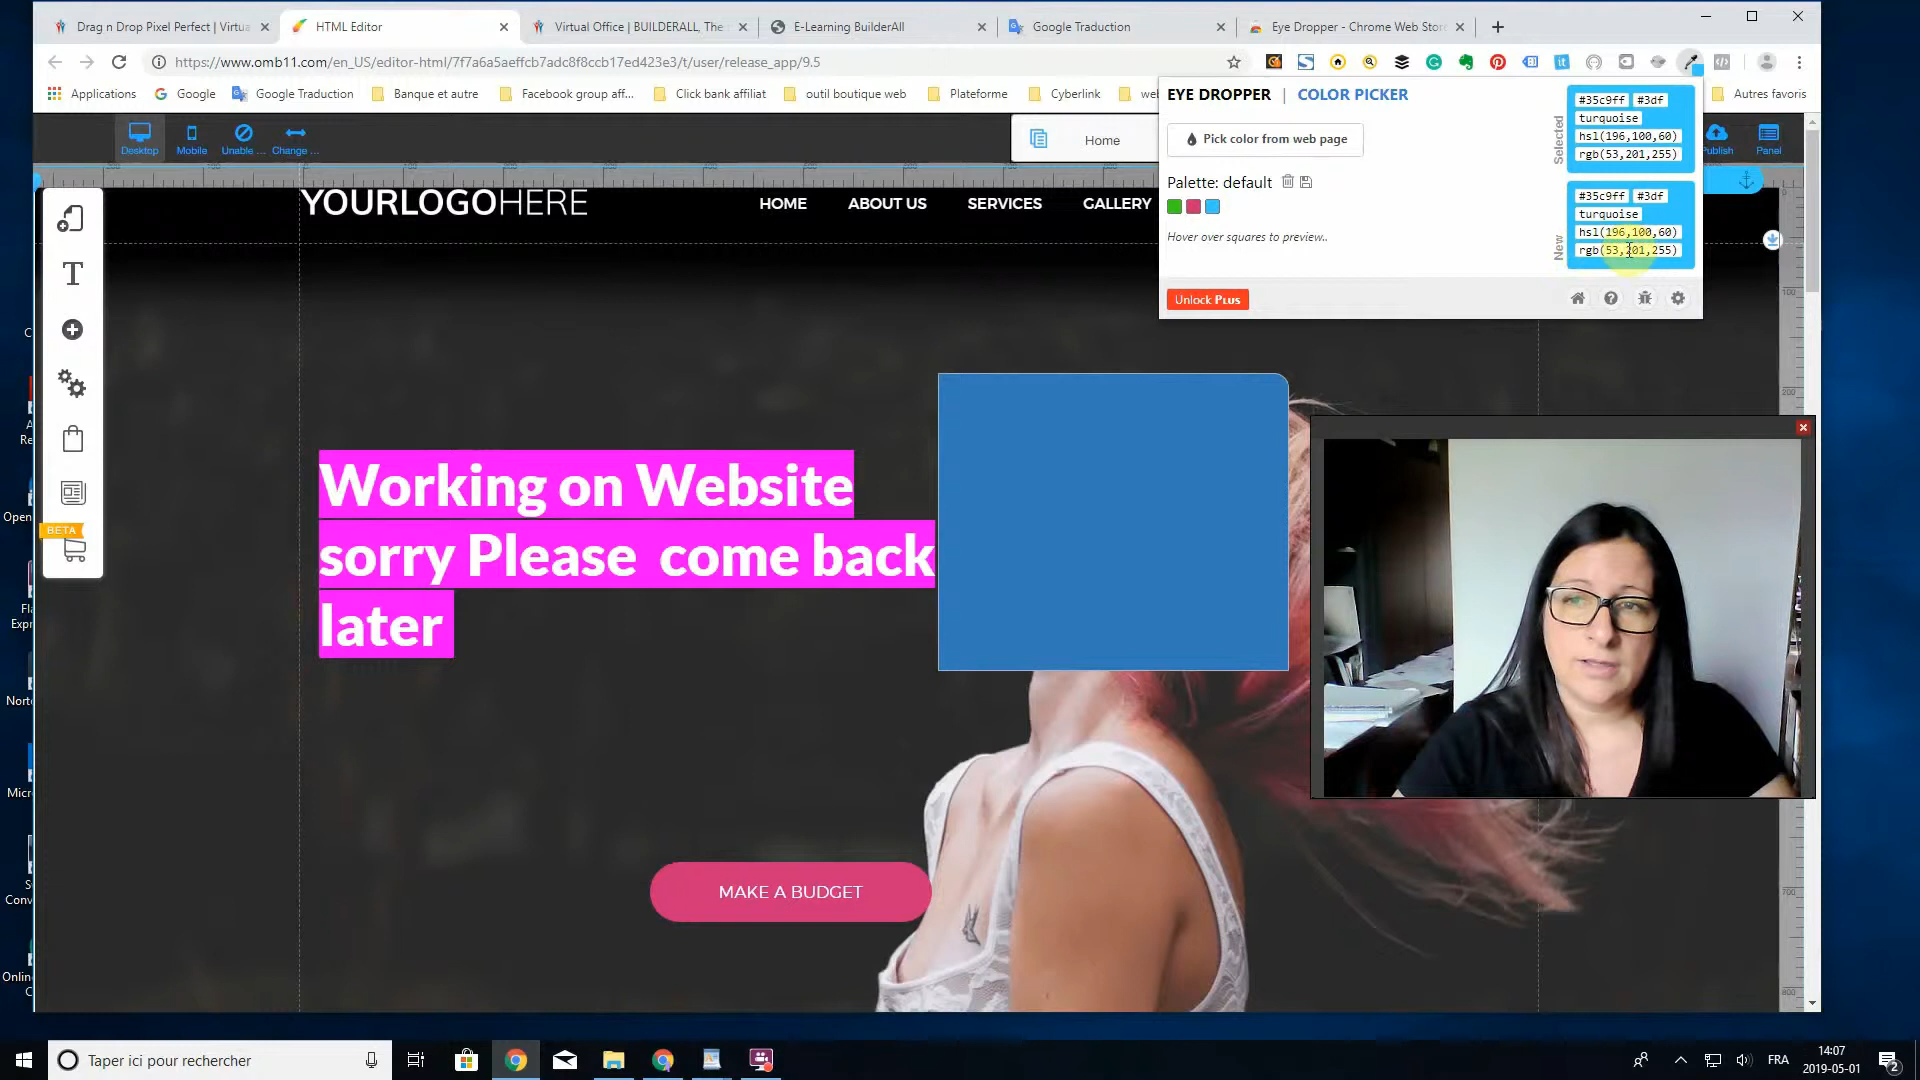 Drag n Drop Pixel Perfect | Virtua
HTML Editor
Virtual Office | BUILDERALL, The
E-Learning BuilderAll
Google Traduction
Eye Dropper - Chrome Web Stor
https://www.omb11.com/en_US/editor-html/7f7a6a5aeffcb7adc8f8ccb17ed423e3/t/user/release_app/9.5
Applications
Google
Google Traduction
Banque et autre
Facebook group aff...
Click bank affiliat
outil boutique web
Plateforme
Cyberlink
Autres favoris
Desktop
Mobile
Unable ...
Change ...
Home
Publish
Panel
EYE DROPPER | COLOR PICKER
Pick color from web page
Palette: default
Hover over squares to preview..
Unlock Plus
Selected
#35c9ff #3df
turquoise
hsl(196,100,60)
rgb(53,201,255)
New
#35c9ff #3df
turquoise
hsl(196,100,60)
rgb(53,201,255)
YOURLOGOHERE
HOME
ABOUT US
SERVICES
GALLERY
BETA
Working on Website
sorry Please come back
later
MAKE A BUDGET
Taper ici pour rechercher
FRA
14:07
2019-05-01
2